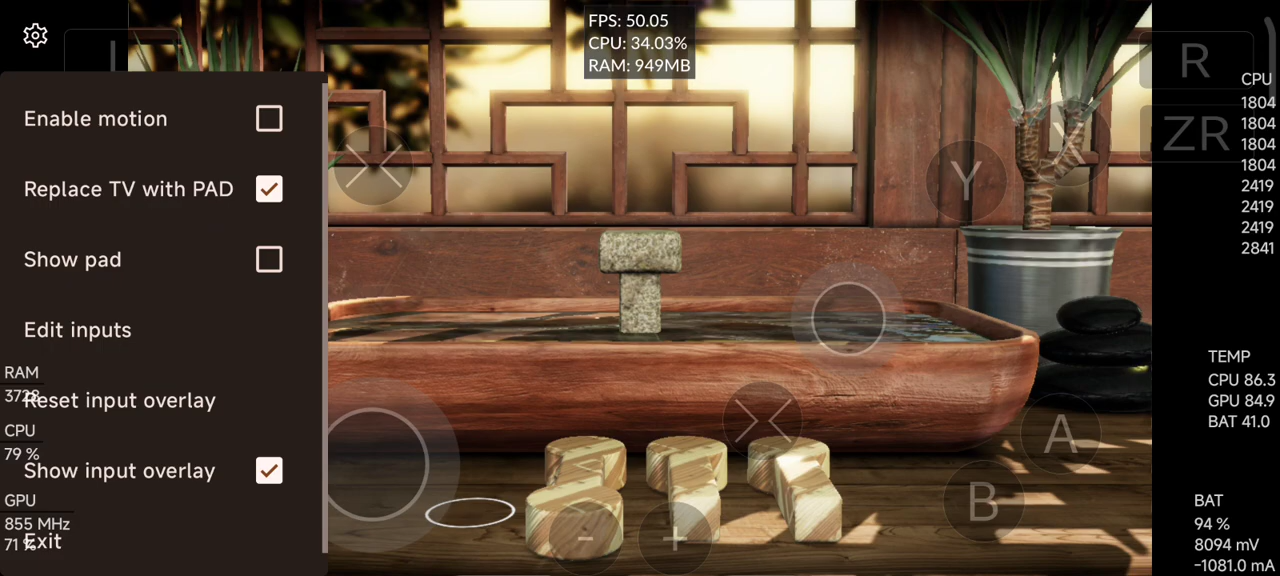 FPS: 50.05
CPU: 34.03%
RAM: 949MB
R
ZR
X
Y
A
B
-
+
Enable motion
Replace TV with PAD
Show pad
Edit inputs
Reset input overlay
Show input overlay
Exit
RAM
3728
CPU
79 %
GPU
855 MHz
71 %
CPU
1804
1804
1804
1804
2419
2419
2419
2841
TEMP
CPU 86.3
GPU 84.9
BAT 41.0
BAT
94 %
8094 mV
-1081.0 mA